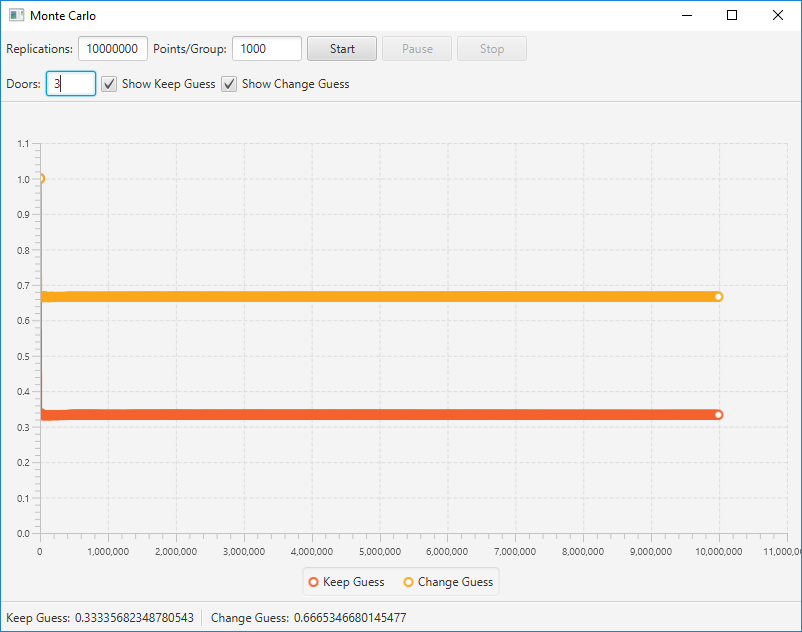 Monte Carlo
Replications: 10000000 Points/Group: 1000 Start Pause Stop
Doors: 3 Show Keep Guess Show Change Guess
1.1
1.0
0.9
0.8
0.7
0.6
0.5
0.4
0.3
0.2
0.1
0.0
0 1,000,000 2,000,000 3,000,000 4,000,000 5,000,000 6,000,000 7,000,000 8,000,000 9,000,000 10,000,000 11,000,00
Keep Guess Change Guess
Keep Guess: 0.33335682348780543 Change Guess: 0.6665346680145477